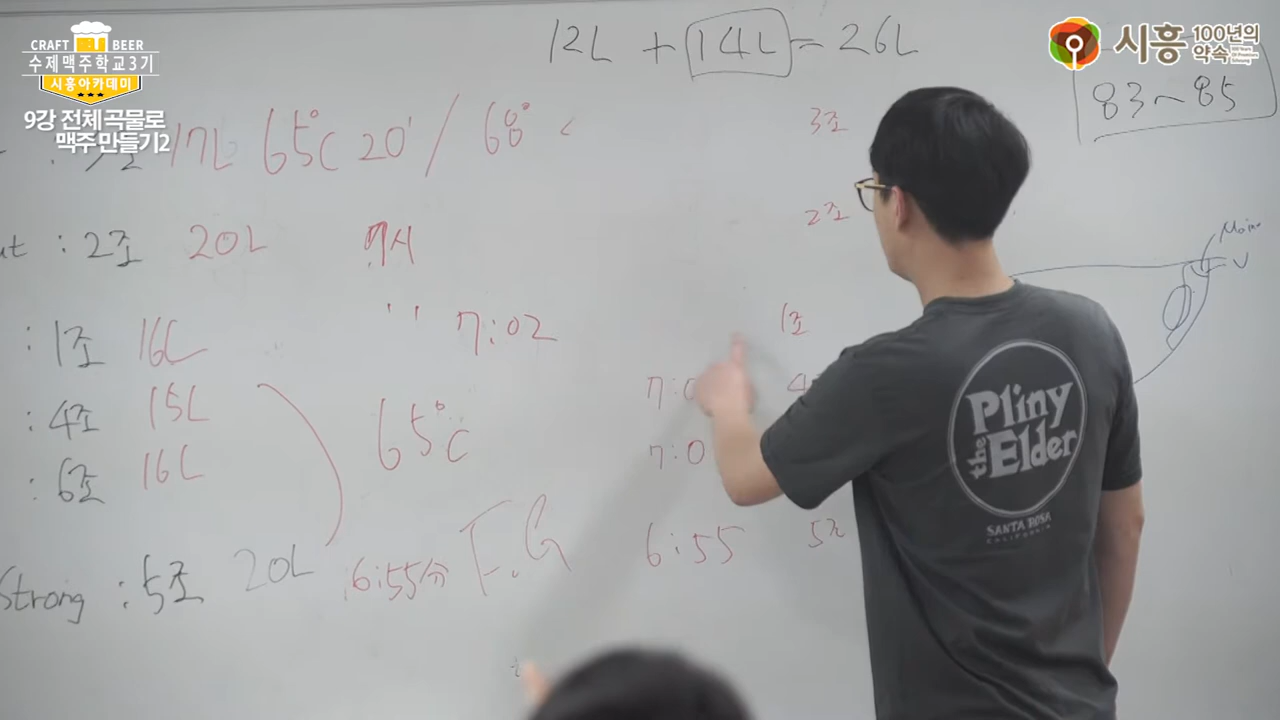 CRAFT BEER
수제맥주학교3기
시흥아카데미
9강 전체 곡물로
맥주 만들기2
시흥 100년의
약속
12L + 14L = 26L
83~85
17L 65°C 20' / 68°
3조
: 2조 20L 7시
2조
: 1조 16L '' 7:02
1조
: 4조 15L
: 6조 16L
65°C
Strong : 5조 20L 6:55分 F.G
6:55 5조
V
Pliny
the Elder
SANTA ROSA
CALIFORNIA